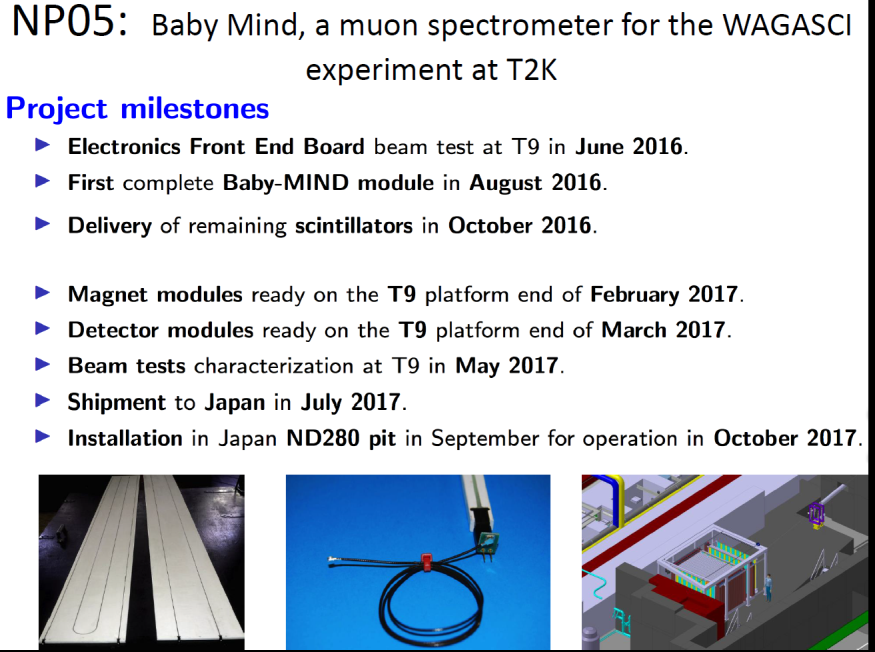 NP05: Baby Mind, a muon spectrometer for the WAGASCI
experiment at T2K
Project milestones
▶ Electronics Front End Board beam test at T9 in June 2016.
▶ First complete Baby-MIND module in August 2016.
▶ Delivery of remaining scintillators in October 2016.
▶ Magnet modules ready on the T9 platform end of February 2017.
▶ Detector modules ready on the T9 platform end of March 2017.
▶ Beam tests characterization at T9 in May 2017.
▶ Shipment to Japan in July 2017.
▶ Installation in Japan ND280 pit in September for operation in October 2017.